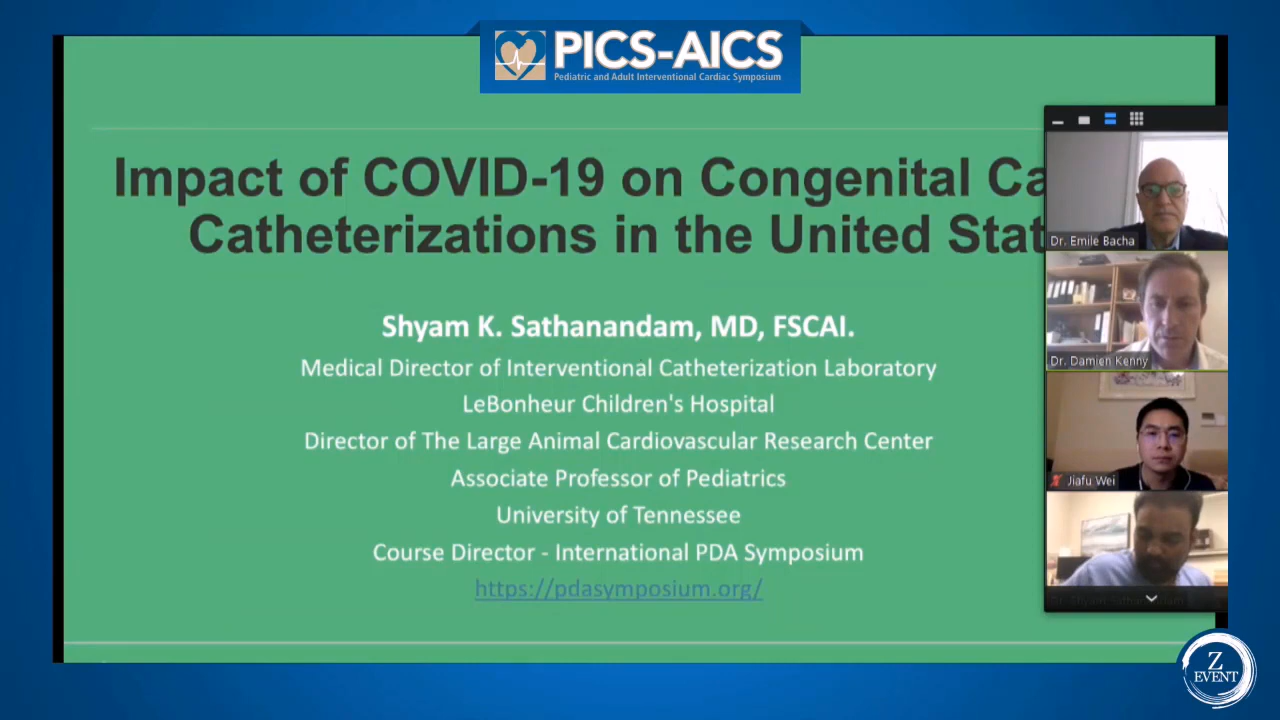 PICS-AICS
Pediatric and Adult Interventional Cardiac Symposium
Impact of COVID-19 on Congenital Ca
Catheterizations in the United Stat
Shyam K. Sathanandam, MD, FSCAI.
Medical Director of Interventional Catheterization Laboratory
LeBonheur Children's Hospital
Director of The Large Animal Cardiovascular Research Center
Associate Professor of Pediatrics
University of Tennessee
Course Director - International PDA Symposium
https://pdasymposium.org/
Dr. Emile Bacha
Dr. Damien Kenny
Jiafu Wei
Z
EVENT